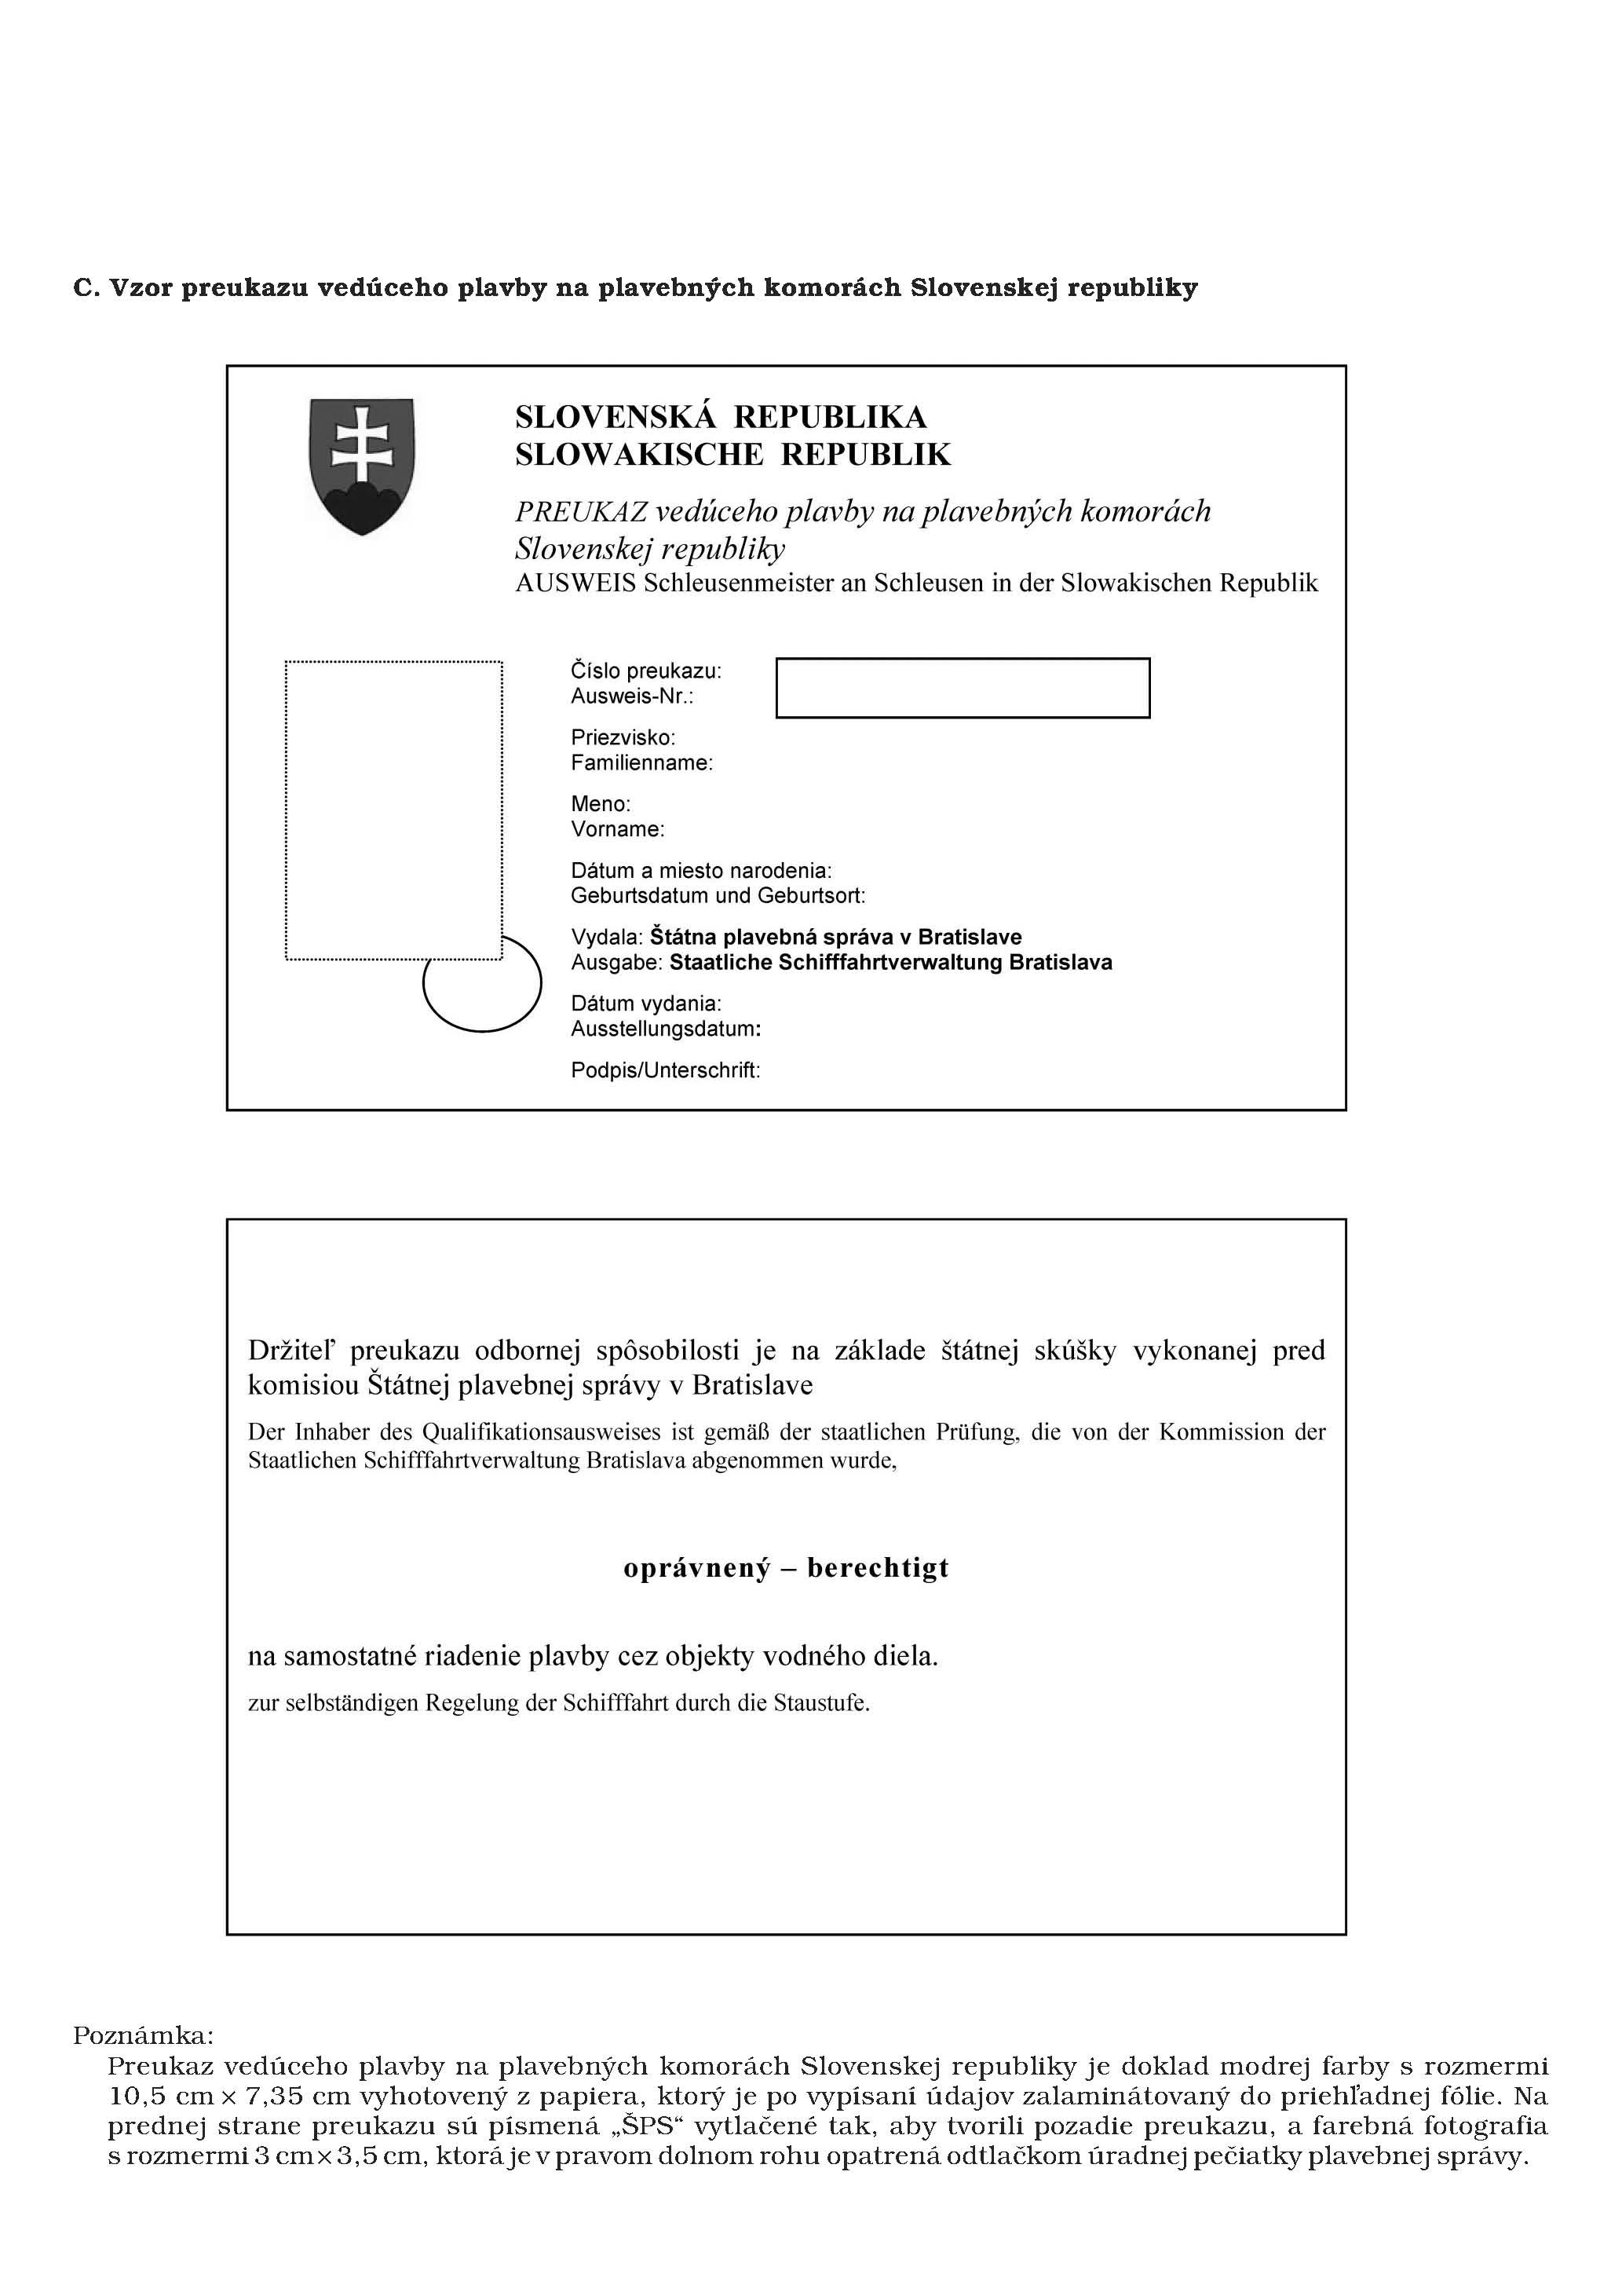 C. Vzor preukazu vedúceho plavby na plavebných komorách Slovenskej republiky
SLOVENSKÁ REPUBLIKA
SLOWAKISCHE REPUBLIK
PREUKAZ vedúceho plavby na plavebných komorách
Slovenskej republiky
AUSWEIS Schleusenmeister an Schleusen in der Slowakischen Republik
Číslo preukazu:
Ausweis-Nr.:
Priezvisko:
Familienname:
Meno:
Vorname:
Dátum a miesto narodenia:
Geburtsdatum und Geburtsort:
Vydala: Štátna plavebná správa v Bratislave
Ausgabe: Staatliche Schifffahrtverwaltung Bratislava
Dátum vydania:
Ausstellungsdatum:
Podpis/Unterschrift:
Držiteľ preukazu odbornej spôsobilosti je na základe štátnej skúšky vykonanej pred
komisiou Štátnej plavebnej správy v Bratislave
Der Inhaber des Qualifikationsausweises ist gemäß der staatlichen Prüfung, die von der Kommission der
Staatlichen Schifffahrtverwaltung Bratislava abgenommen wurde,
oprávnený – berechtigt
na samostatné riadenie plavby cez objekty vodného diela.
zur selbständigen Regelung der Schifffahrt durch die Staustufe.
Poznámka:
Preukaz vedúceho plavby na plavebných komorách Slovenskej republiky je doklad modrej farby s rozmermi
10,5 cm × 7,35 cm vyhotovený z papiera, ktorý je po vypísaní údajov zalaminátovaný do priehľadnej fólie. Na
prednej strane preukazu sú písmená „ŠPS“ vytlačené tak, aby tvorili pozadie preukazu, a farebná fotografia
s rozmermi 3 cm × 3,5 cm, ktorá je v pravom dolnom rohu opatrená odtlačkom úradnej pečiatky plavebnej správy.